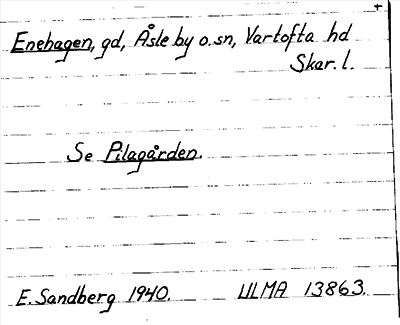 Enehagen, gd, Åsle by o. sn, Vartofta hd
Skar. l.
Se Pilagården.
E. Sandberg 1940. ULMA 13863.